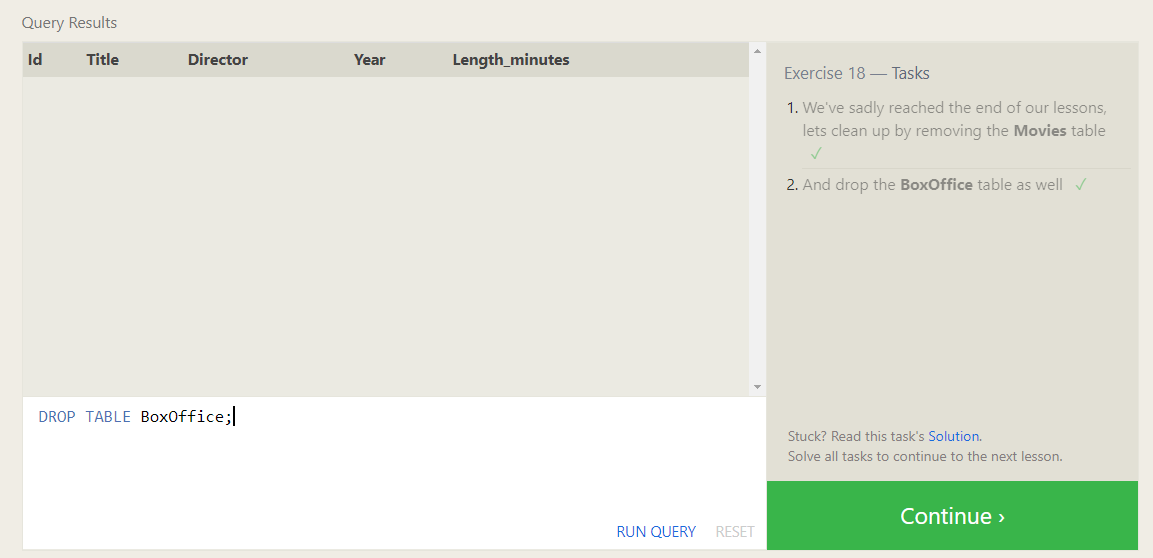 Query Results
Id Title Director Year Length_minutes
Exercise 18 — Tasks
1. We've sadly reached the end of our lessons,
lets clean up by removing the Movies table
✓
2. And drop the BoxOffice table as well ✓
DROP TABLE BoxOffice;
Stuck? Read this task's Solution.
Solve all tasks to continue to the next lesson.
RUN QUERY RESET
Continue ›